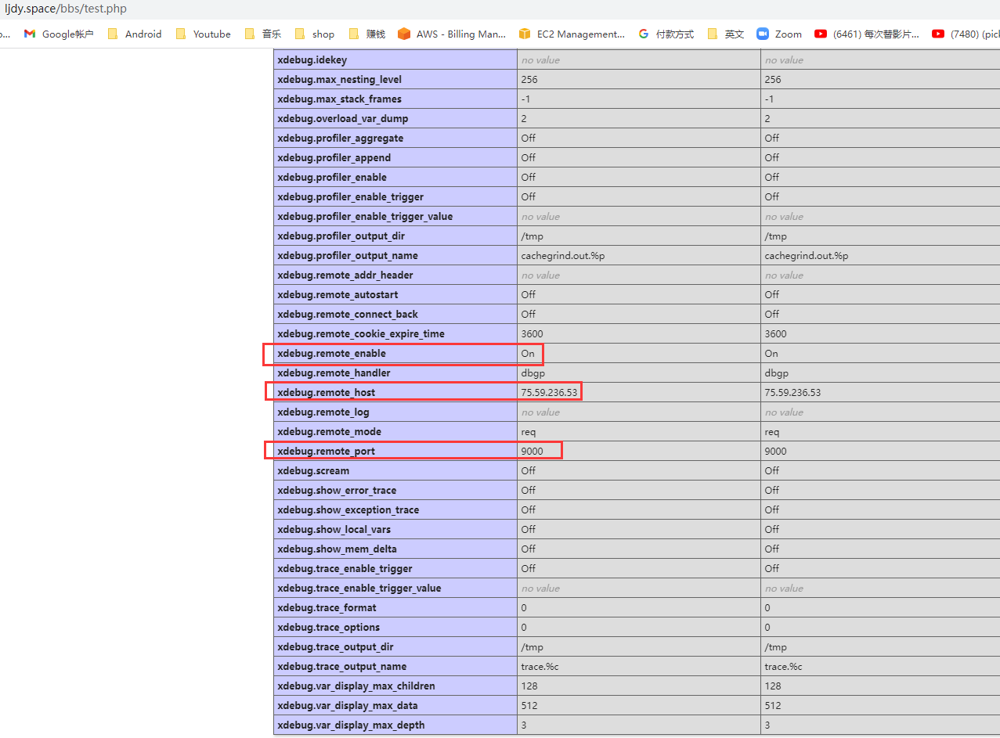 ljdy.space/bbs/test.php
o... Google帐户 Android Youtube 音乐 shop 赚钱 AWS - Billing Man... EC2 Management... 付款方式 英文 Zoom (6461) 每次替影片... (7480) (pick
xdebug.idekey no value no value
xdebug.max_nesting_level 256 256
xdebug.max_stack_frames -1 -1
xdebug.overload_var_dump 2 2
xdebug.profiler_aggregate Off Off
xdebug.profiler_append Off Off
xdebug.profiler_enable Off Off
xdebug.profiler_enable_trigger Off Off
xdebug.profiler_enable_trigger_value no value no value
xdebug.profiler_output_dir /tmp /tmp
xdebug.profiler_output_name cachegrind.out.%p cachegrind.out.%p
xdebug.remote_addr_header no value no value
xdebug.remote_autostart Off Off
xdebug.remote_connect_back Off Off
xdebug.remote_cookie_expire_time 3600 3600
xdebug.remote_enable On On
xdebug.remote_handler dbgp dbgp
xdebug.remote_host 75.59.236.53 75.59.236.53
xdebug.remote_log no value no value
xdebug.remote_mode req req
xdebug.remote_port 9000 9000
xdebug.scream Off Off
xdebug.show_error_trace Off Off
xdebug.show_exception_trace Off Off
xdebug.show_local_vars Off Off
xdebug.show_mem_delta Off Off
xdebug.trace_enable_trigger Off Off
xdebug.trace_enable_trigger_value no value no value
xdebug.trace_format 0 0
xdebug.trace_options 0 0
xdebug.trace_output_dir /tmp /tmp
xdebug.trace_output_name trace.%c trace.%c
xdebug.var_display_max_children 128 128
xdebug.var_display_max_data 512 512
xdebug.var_display_max_depth 3 3